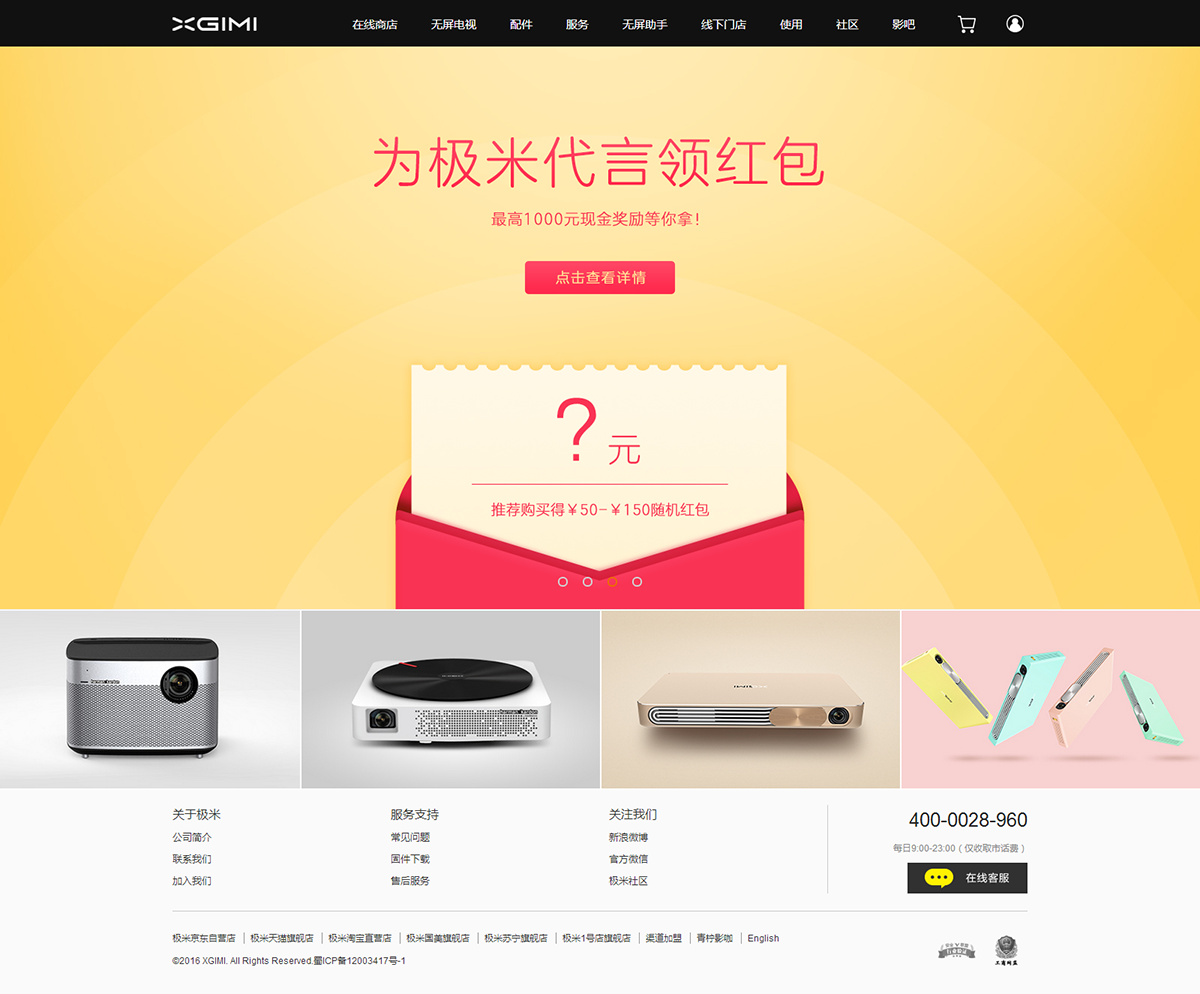 XGIMI 在线商店 无屏电视 配件 服务 无屏助手 线下门店 使用 社区 影吧
为极米代言领红包
最高1000元现金奖励等你拿！
点击查看详情
？元
推荐购买得￥50-￥150随机红包
harman/kardon
harman/kardon
关于极米
公司简介
联系我们
加入我们
服务支持
常见问题
固件下载
售后服务
关注我们
新浪微博
官方微信
极米社区
400-0028-960
每日9:00-23:00（仅收取市话费）
在线客服
极米京东自营店 | 极米天猫旗舰店 | 极米淘宝直营店 | 极米国美旗舰店 | 极米苏宁旗舰店 | 极米1号店旗舰店 | 渠道加盟 | 青柠影咖 | English
©2016 XGIMI. All Rights Reserved.蜀ICP备12003417号-1
工商网监